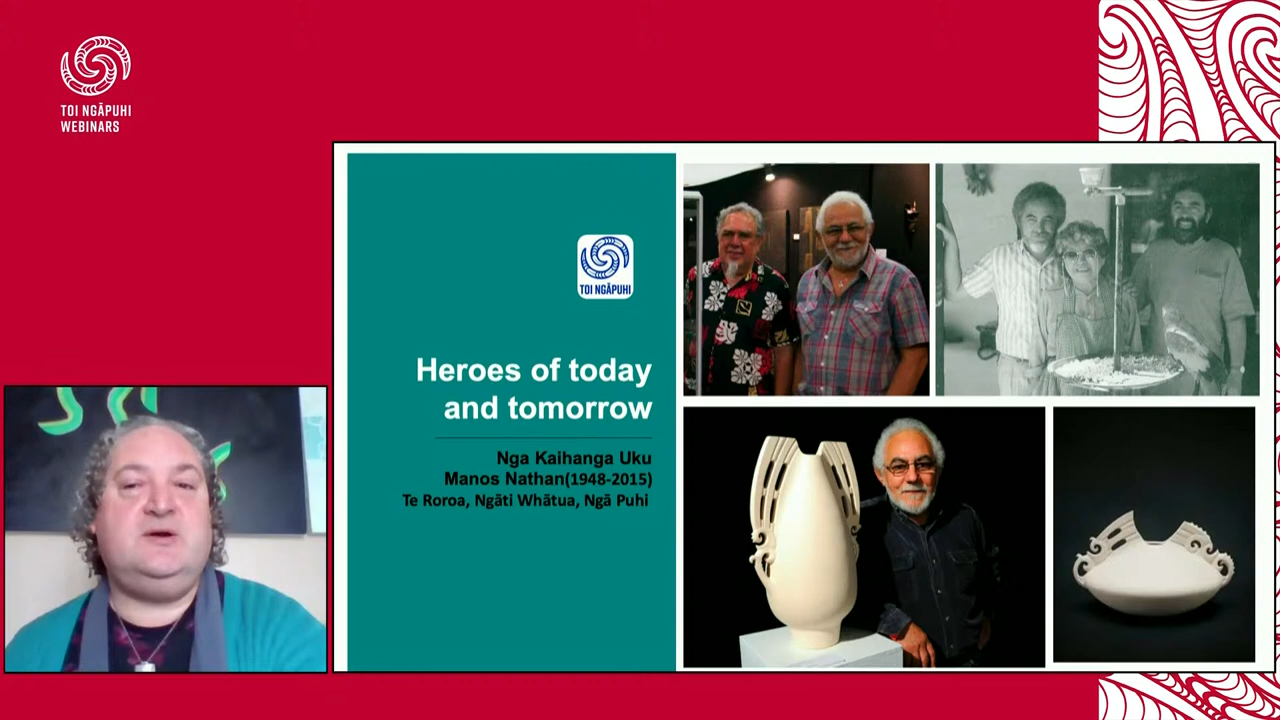 TOI NGĀPUHI
WEBINARS
TOI NGĀPUHI
Heroes of today
and tomorrow
Nga Kaihanga Uku
Manos Nathan(1948-2015)
Te Roroa, Ngāti Whātua, Ngā Puhi